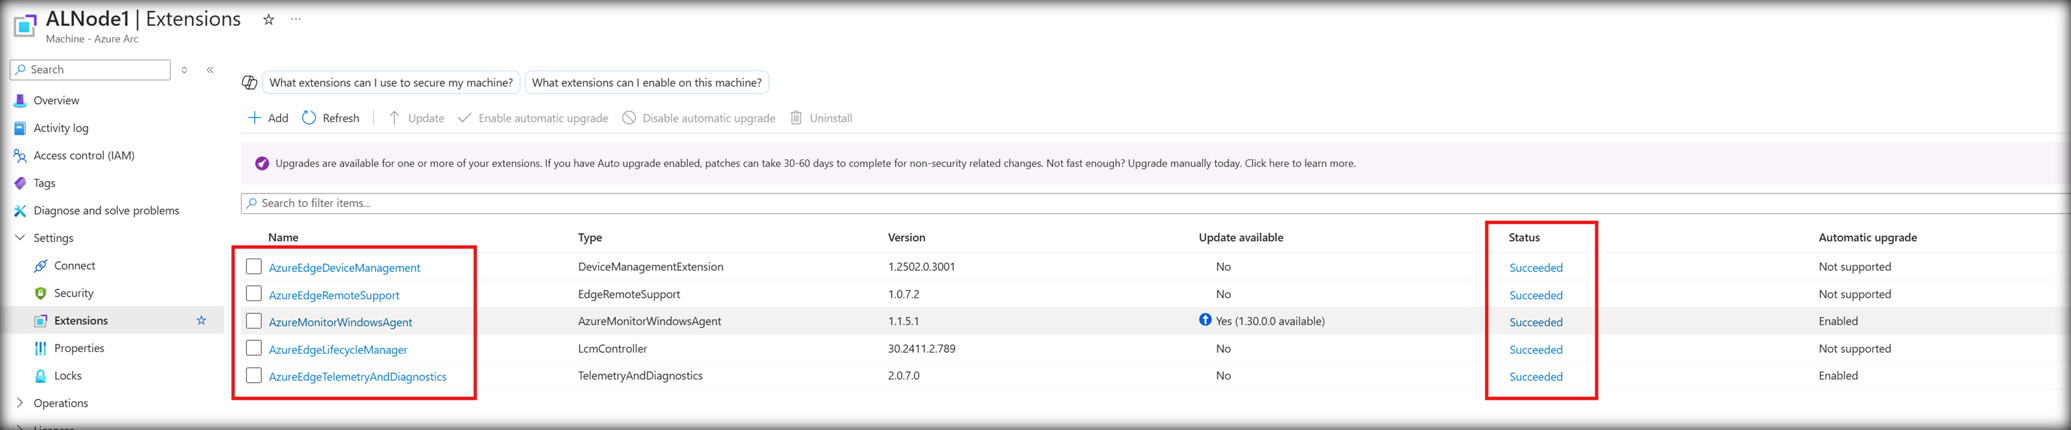 ALNode1 | Extensions
Machine - Azure Arc
Search
Overview
Activity log
Access control (IAM)
Tags
Diagnose and solve problems
Settings
Connect
Security
Extensions
Properties
Locks
Operations
What extensions can I use to secure my machine? What extensions can I enable on this machine?
Add Refresh Update Enable automatic upgrade Disable automatic upgrade Uninstall
Upgrades are available for one or more of your extensions. If you have Auto upgrade enabled, patches can take 30-60 days to complete for non-security related changes. Not fast enough? Upgrade manually today. Click here to learn more.
Search to filter items...
Name Type Version Update available Status Automatic upgrade
AzureEdgeDeviceManagement DeviceManagementExtension 1.2502.0.3001 No Succeeded Not supported
AzureEdgeRemoteSupport EdgeRemoteSupport 1.0.7.2 No Succeeded Not supported
AzureMonitorWindowsAgent AzureMonitorWindowsAgent 1.1.5.1 Yes (1.30.0.0 available) Succeeded Enabled
AzureEdgeLifecycleManager LcmController 30.2411.2.789 No Succeeded Not supported
AzureEdgeTelemetryAndDiagnostics TelemetryAndDiagnostics 2.0.7.0 No Succeeded Enabled